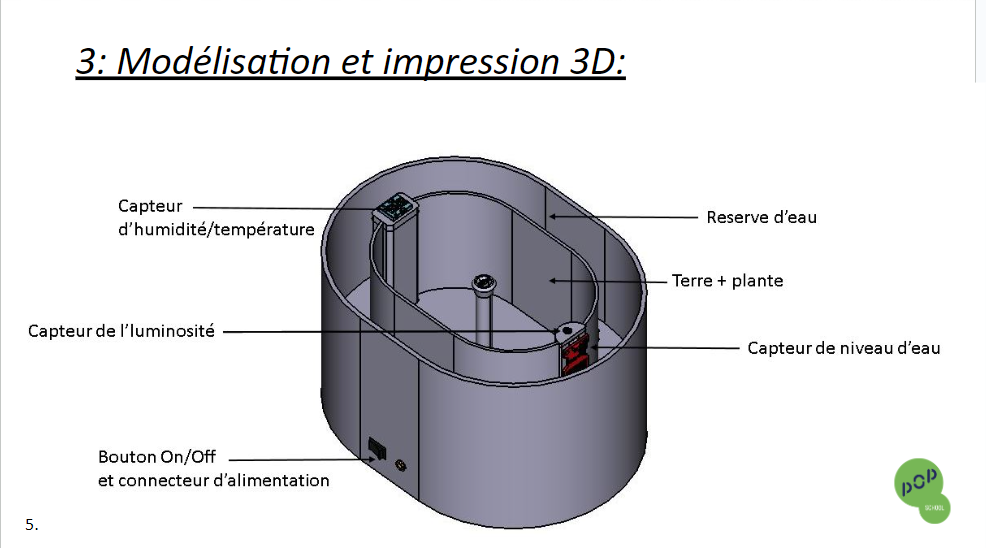 3: Modélisation et impression 3D:
Capteur
d’humidité/température
Reserve d’eau
Terre + plante
Capteur de l’luminosité
Capteur de niveau d’eau
Bouton On/Off
et connecteur d’alimentation
5.
pop
SCHOOL